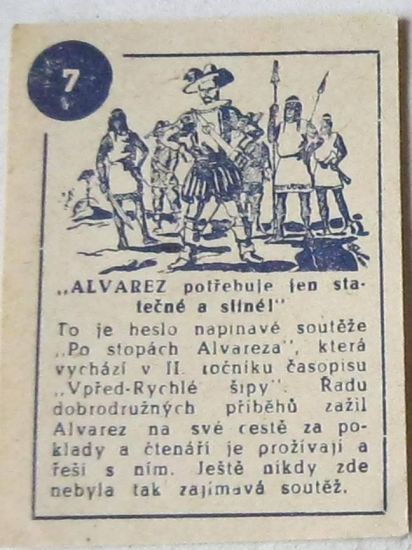 7
„ALVAREZ potřebuje jen sta-
tečné a silné!"
To je heslo napínavé soutěže
„Po stopách Alvareza", která
vychází v II. ročníku časopisu
„Vpřed-Rychlé šípy". Řadu
dobrodružných příběhů zažil
Alvarez na své cestě za po-
klady a čtenáři je prožívají a
řeší s ním. Ještě nikdy zde
nebyla tak zajímavá soutěž.